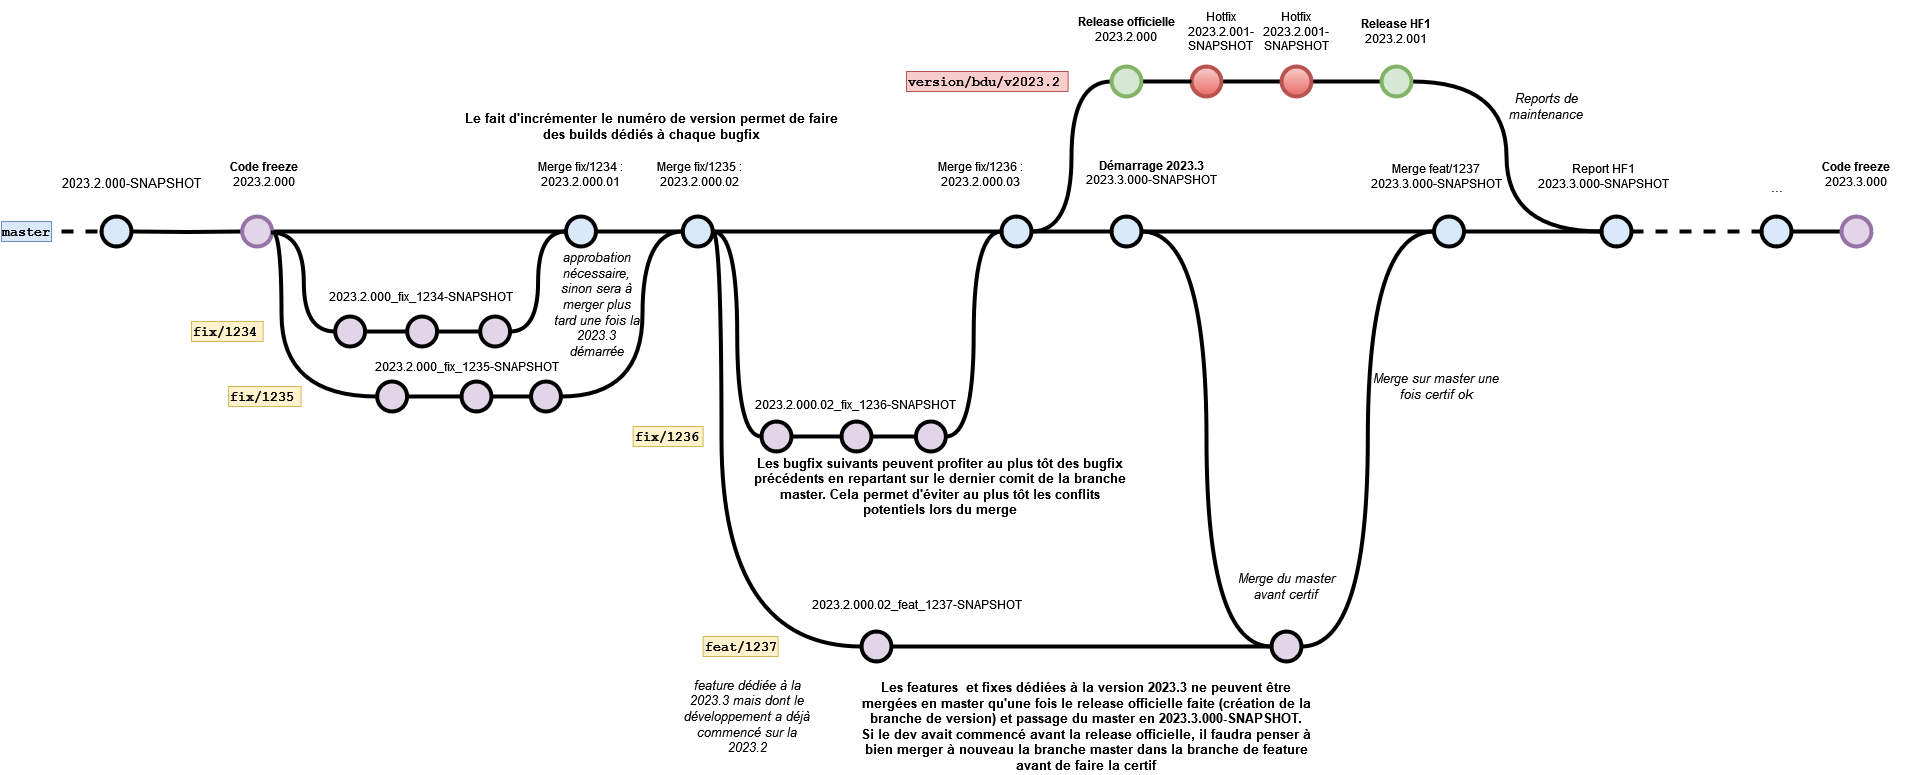 Release officielle
2023.2.000
Hotfix
2023.2.001-
SNAPSHOT
Hotfix
2023.2.001-
SNAPSHOT
Release HF1
2023.2.001
version/bdu/v2023.2
Reports de
maintenance
Le fait d'incrémenter le numéro de version permet de faire
des builds dédiés à chaque bugfix
2023.2.000-SNAPSHOT
Code freeze
2023.2.000
Merge fix/1234 :
2023.2.000.01
Merge fix/1235 :
2023.2.000.02
Merge fix/1236 :
2023.2.000.03
Démarrage 2023.3
2023.3.000-SNAPSHOT
Merge feat/1237
2023.3.000-SNAPSHOT
Report HF1
2023.3.000-SNAPSHOT
...
Code freeze
2023.3.000
master
approbation
nécessaire,
sinon sera à
merger plus
tard une fois la
2023.3
démarrée
2023.2.000_fix_1234-SNAPSHOT
fix/1234
2023.2.000_fix_1235-SNAPSHOT
fix/1235
2023.2.000.02_fix_1236-SNAPSHOT
fix/1236
Les bugfix suivants peuvent profiter au plus tôt des bugfix
précédents en repartant sur le dernier comit de la branche
master. Cela permet d'éviter au plus tôt les conflits
potentiels lors du merge
Merge sur master une
fois certif ok
Merge du master
avant certif
2023.2.000.02_feat_1237-SNAPSHOT
feat/1237
feature dédiée à la
2023.3 mais dont le
développement a déjà
commencé sur la
2023.2
Les features  et fixes dédiées à la version 2023.3 ne peuvent être
mergées en master qu'une fois le release officielle faite (création de la
branche de version) et passage du master en 2023.3.000-SNAPSHOT.
Si le dev avait commencé avant la release officielle, il faudra penser à
bien merger à nouveau la branche master dans la branche de feature
avant de faire la certif